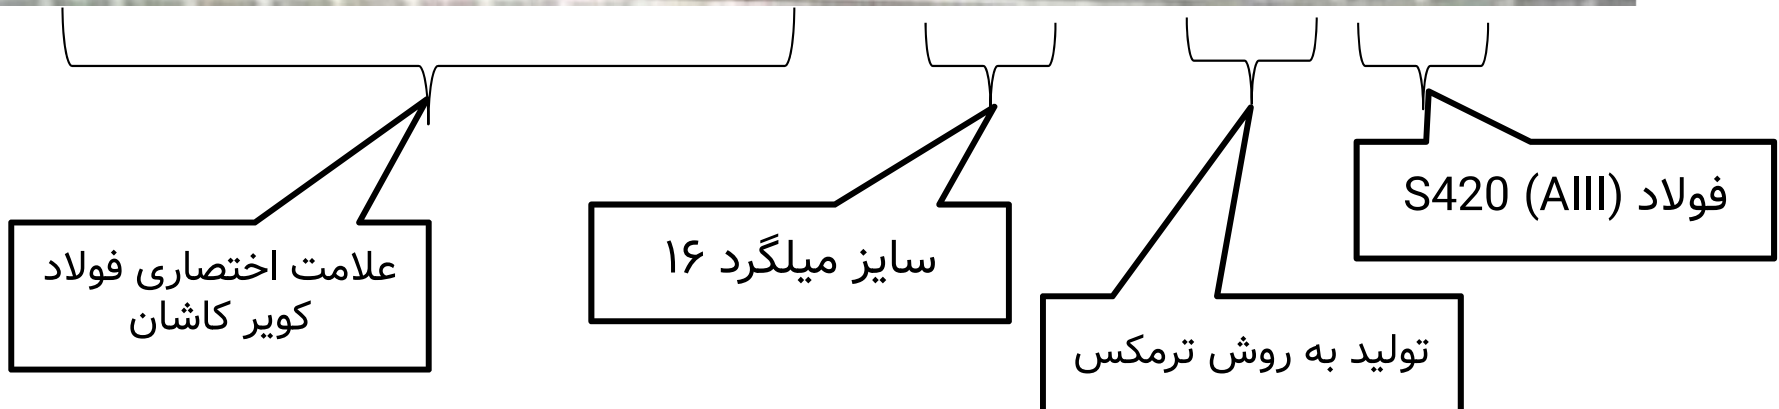 فولاد S420 (AIII)
تولید به روش ترمکس
سایز میلگرد ۱۶
علامت اختصاری فولاد
کویر کاشان